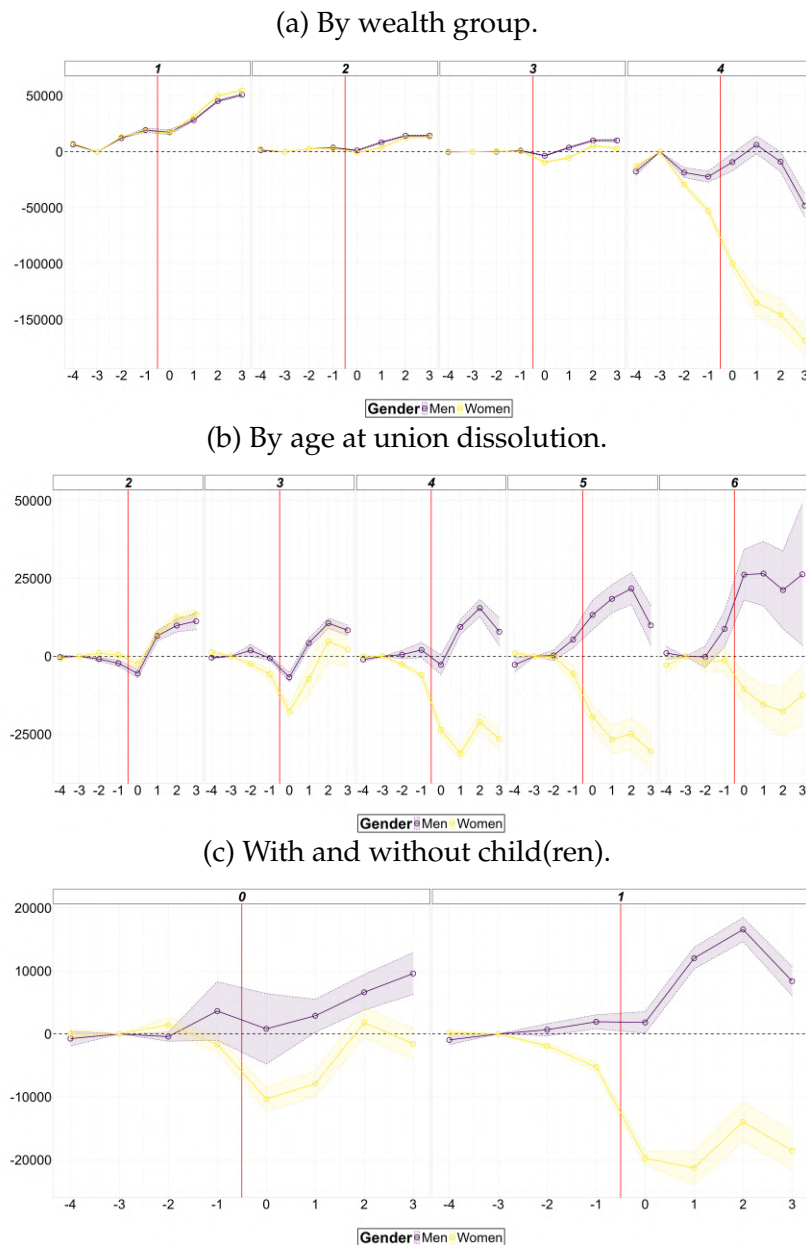 (a) By wealth group.
1 2 3 4
50000
0
-50000
-100000
-150000
-4 -3 -2 -1 0 1 2 3 -4 -3 -2 -1 0 1 2 3 -4 -3 -2 -1 0 1 2 3 -4 -3 -2 -1 0 1 2 3
Gender Men Women
(b) By age at union dissolution.
2 3 4 5 6
50000
25000
0
-25000
-4 -3 -2 -1 0 1 2 3 -4 -3 -2 -1 0 1 2 3 -4 -3 -2 -1 0 1 2 3 -4 -3 -2 -1 0 1 2 3 -4 -3 -2 -1 0 1 2 3
Gender Men Women
(c) With and without child(ren).
0 1
20000
10000
0
-10000
-20000
-4 -3 -2 -1 0 1 2 3 -4 -3 -2 -1 0 1 2 3
Gender Men Women